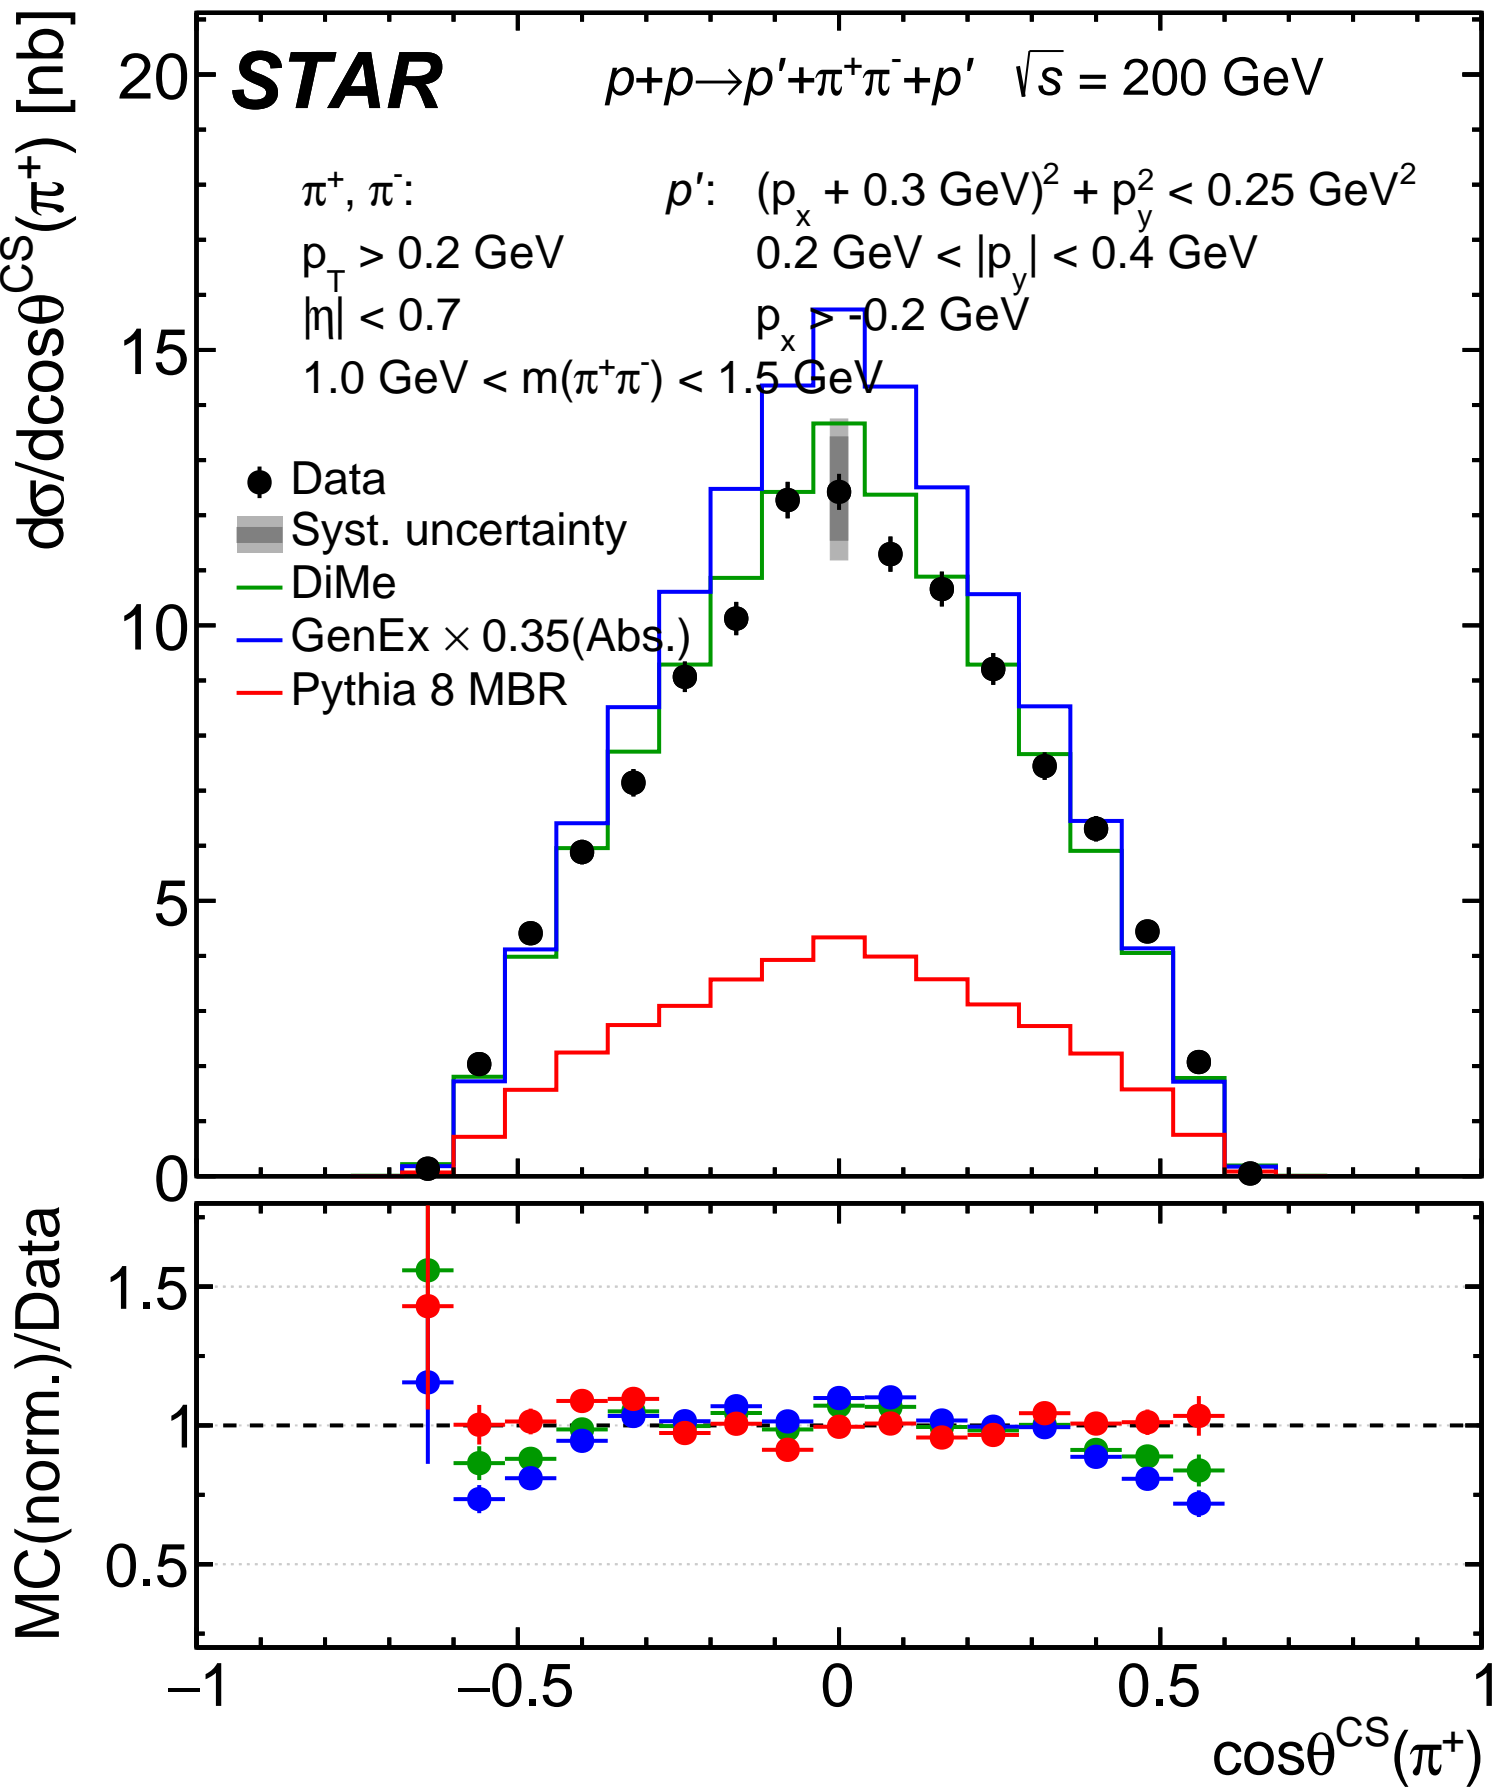 STAR p+p→p′+π⁺π⁻+p′ √s = 200 GeV
π⁺, π⁻: p′: (pₓ + 0.3 GeV)² + p_y² < 0.25 GeV²
p_T > 0.2 GeV 0.2 GeV < |p_y| < 0.4 GeV
|η| < 0.7 pₓ > -0.2 GeV
1.0 GeV < m(π⁺π⁻) < 1.5 GeV
Data
Syst. uncertainty
DiMe
GenEx × 0.35(Abs.)
Pythia 8 MBR
dσ/dcosθ^CS(π⁺) [nb]
20
15
10
5
0
MC(norm.)/Data
1.5
1
0.5
−1 −0.5 0 0.5 1
cosθ^CS(π⁺)